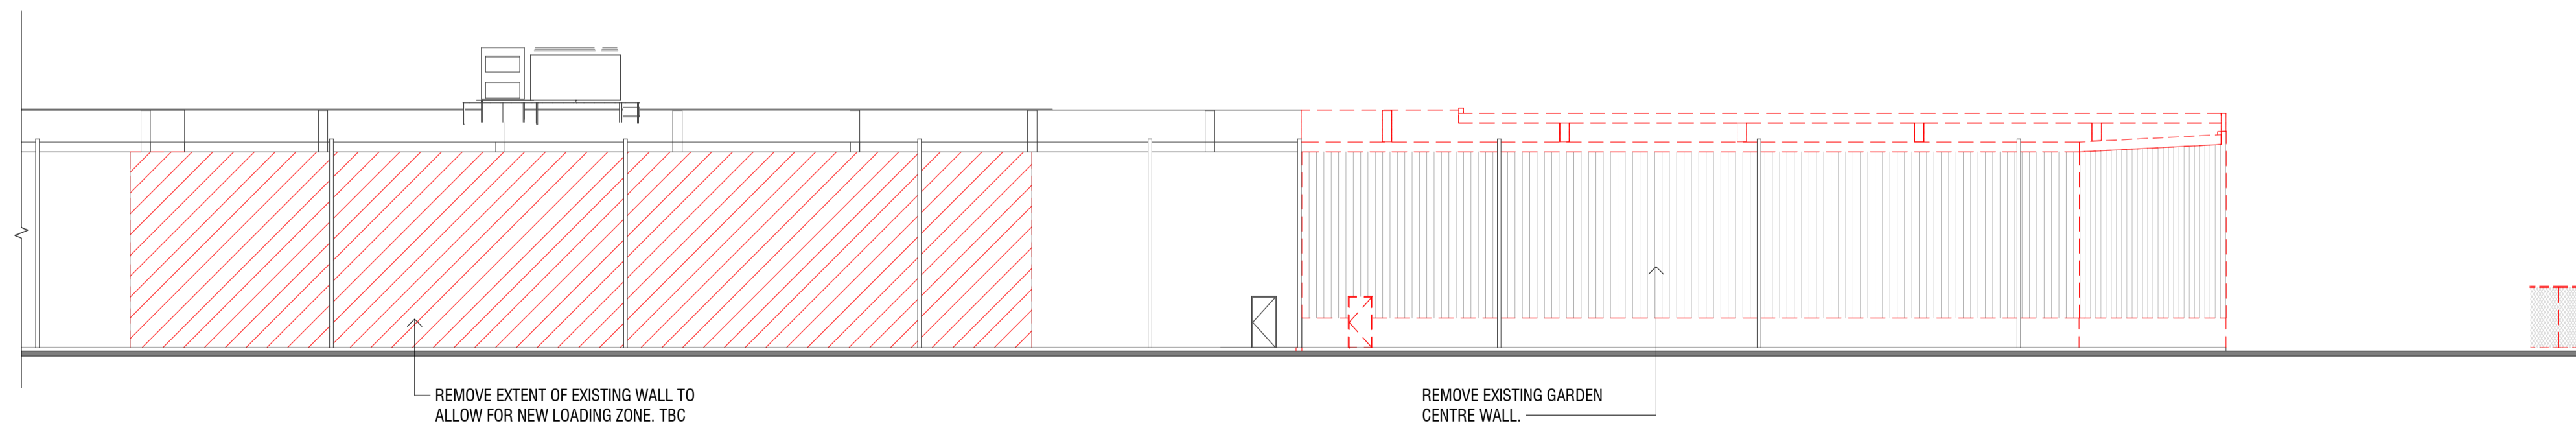 REMOVE EXTENT OF EXISTING WALL TO
ALLOW FOR NEW LOADING ZONE. TBC
REMOVE EXISTING GARDEN
CENTRE WALL.